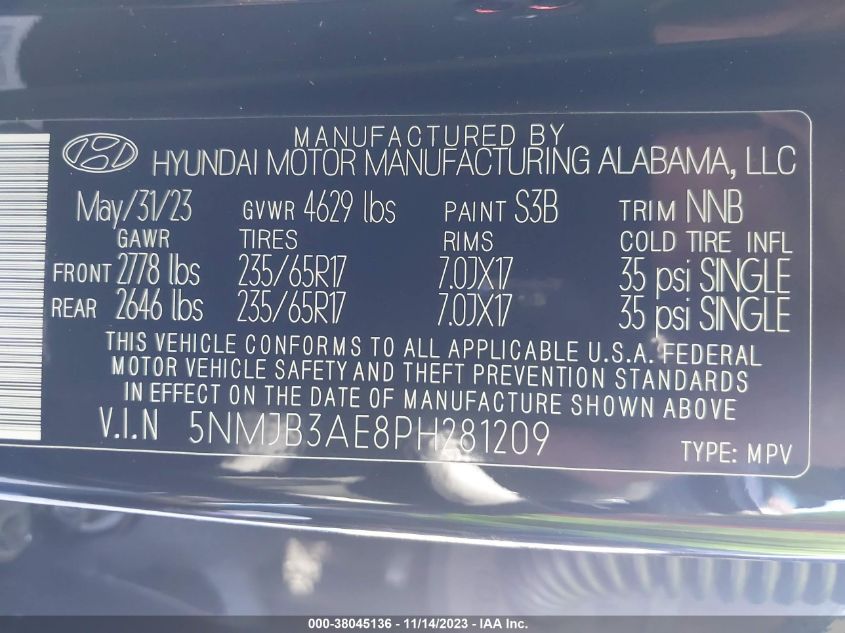 MANUFACTURED BY
HYUNDAI MOTOR MANUFACTURING ALABAMA, LLC
May/31/23 GVWR 4629 lbs PAINT S3B TRIM NNB
GAWR TIRES RIMS COLD TIRE INFL
FRONT 2778 lbs 235/65R17 7.0JX17 35 psi SINGLE
REAR 2646 lbs 235/65R17 7.0JX17 35 psi SINGLE
THIS VEHICLE CONFORMS TO ALL APPLICABLE U.S.A. FEDERAL
MOTOR VEHICLE SAFETY AND THEFT PREVENTION STANDARDS
IN EFFECT ON THE DATE OF MANUFACTURE SHOWN ABOVE
V.I.N 5NMJB3AE8PH281209
TYPE: MPV
000-38045136 - 11/14/2023 - IAA Inc.